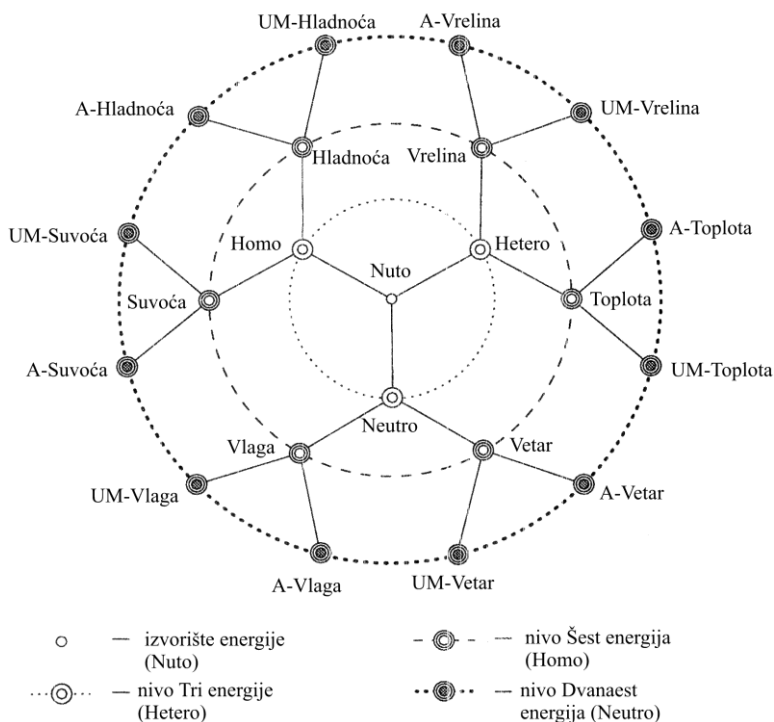 UM-Hladnoća
A-Vrelina
A-Hladnoća
UM-Vrelina
Hladnoća
Vrelina
UM-Suvoća
A-Toplota
Homo
Hetero
Nuto
Suvoća
Toplota
A-Suvoća
UM-Toplota
Neutro
Vlaga
Vetar
UM-Vlaga
A-Vetar
A-Vlaga
UM-Vetar
— izvorište energije
(Nuto)
— nivo Tri energije
(Hetero)
— nivo Šest energija
(Homo)
— nivo Dvanaest
energija (Neutro)